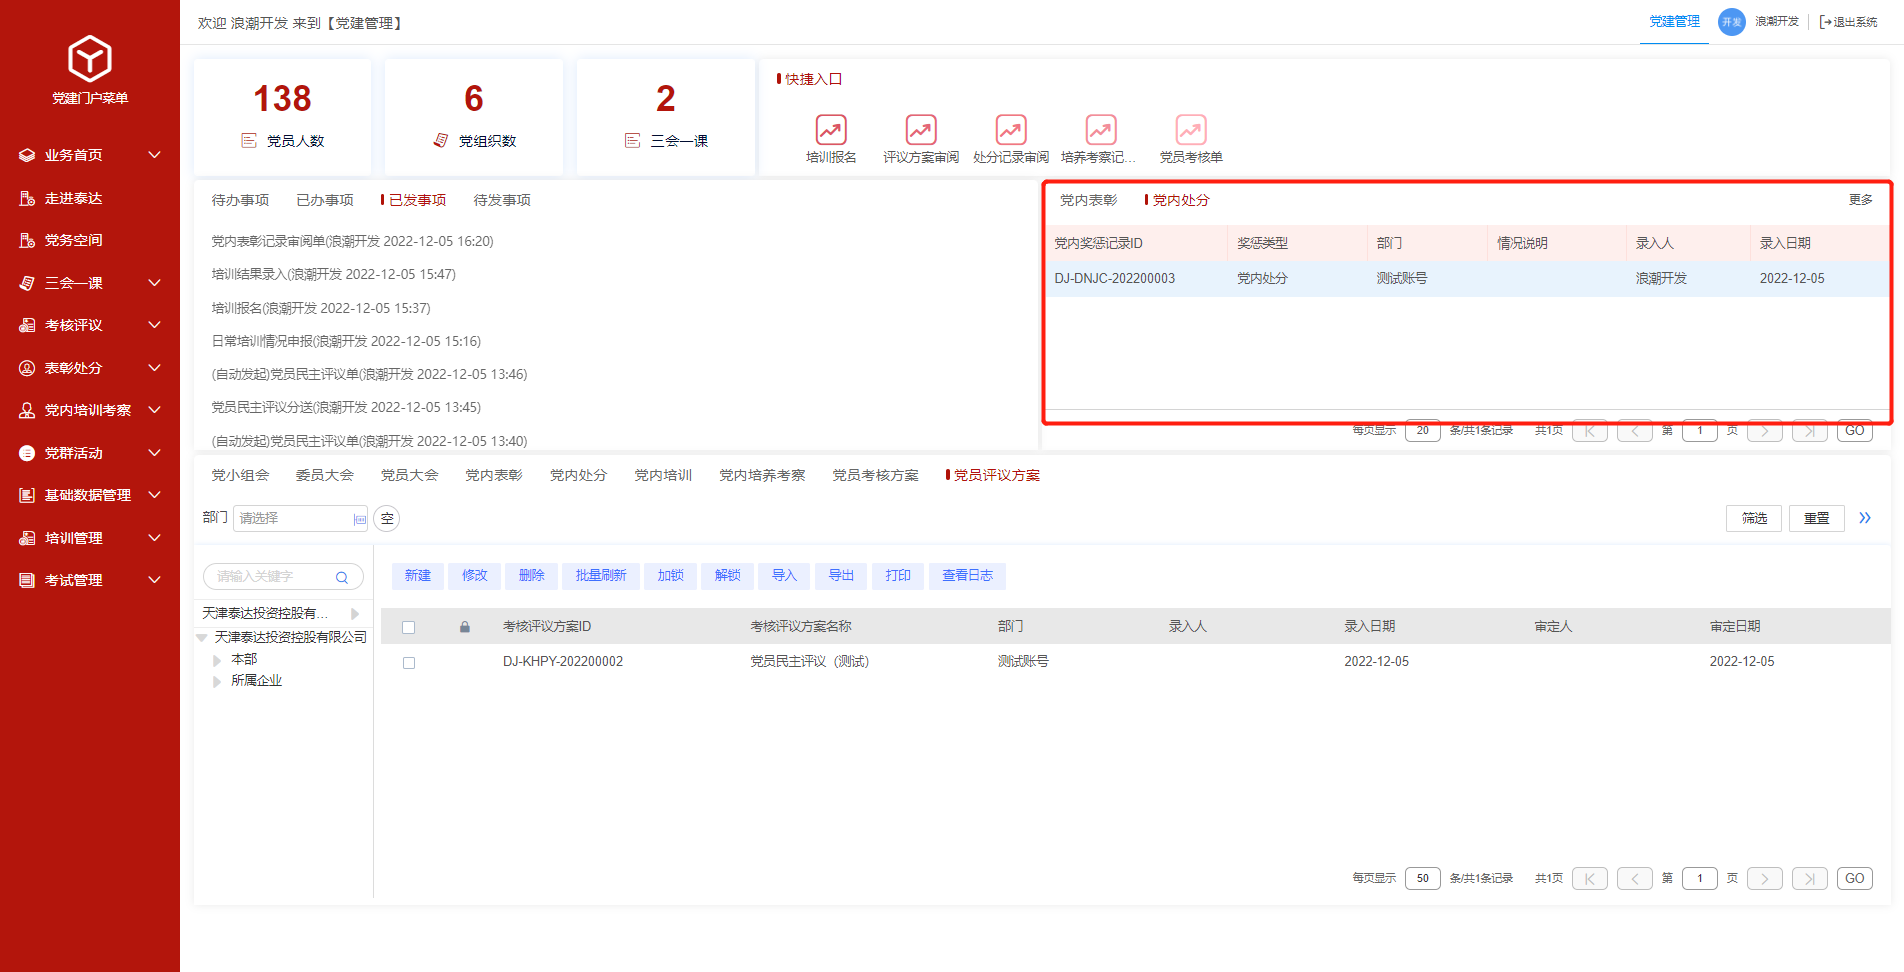 欢迎 浪潮开发 来到【党建管理】
党建管理
开发
浪潮开发
退出系统
党建门户菜单
业务首页
走进泰达
党务空间
三会一课
考核评议
表彰处分
党内培训考察
党群活动
基础数据管理
培训管理
考试管理
138
党员人数
6
党组织数
2
三会一课
快捷入口
培训报名
评议方案审阅
处分记录审阅
培养考察记...
党员考核单
待办事项 已办事项 已发事项 待发事项
党内表彰记录审阅单(浪潮开发 2022-12-05 16:20)
培训结果录入(浪潮开发 2022-12-05 15:47)
培训报名(浪潮开发 2022-12-05 15:37)
日常培训情况申报(浪潮开发 2022-12-05 15:16)
(自动发起)党员民主评议单(浪潮开发 2022-12-05 13:46)
党员民主评议分送(浪潮开发 2022-12-05 13:45)
(自动发起)党员民主评议单(浪潮开发 2022-12-05 13:40)
党内表彰 党内处分 更多
党内奖惩记录ID 奖惩类型 部门 情况说明 录入人 录入日期
DJ-DNJC-202200003 党内处分 测试账号 浪潮开发 2022-12-05
每页显示 20 条/共1条记录 共1页 第 1 页 GO
党小组会 委员大会 党员大会 党内表彰 党内处分 党内培训 党内培养考察 党员考核方案 党员评议方案
部门 请选择 空 筛选 重置
请输入关键字
天津泰达投资控股有...
天津泰达投资控股有限公司
本部
所属企业
新建 修改 删除 批量刷新 加锁 解锁 导入 导出 打印 查看日志
考核评议方案ID 考核评议方案名称 部门 录入人 录入日期 审定人 审定日期
DJ-KHPY-202200002 党员民主评议（测试） 测试账号 2022-12-05 2022-12-05
每页显示 50 条/共1条记录 共1页 第 1 页 GO